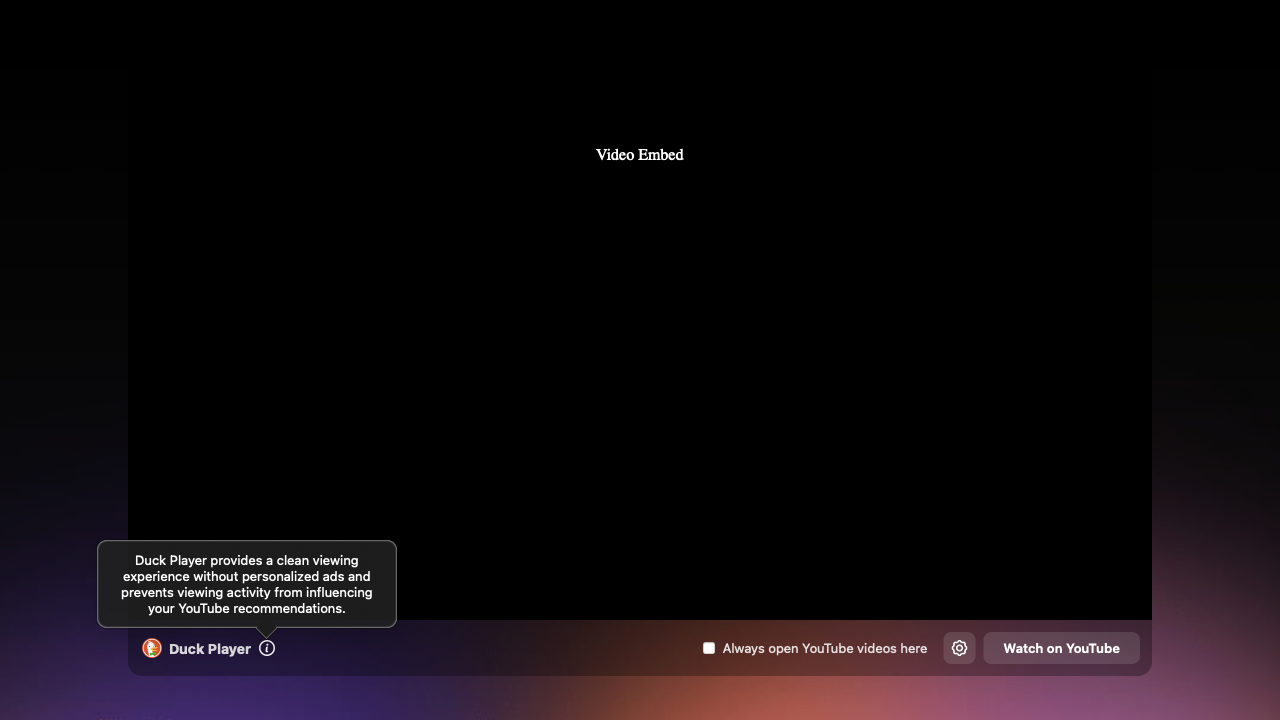 Video Embed
Duck Player provides a clean viewing
experience without personalized ads and
prevents viewing activity from influencing
your YouTube recommendations.
Duck Player
Always open YouTube videos here
Watch on YouTube